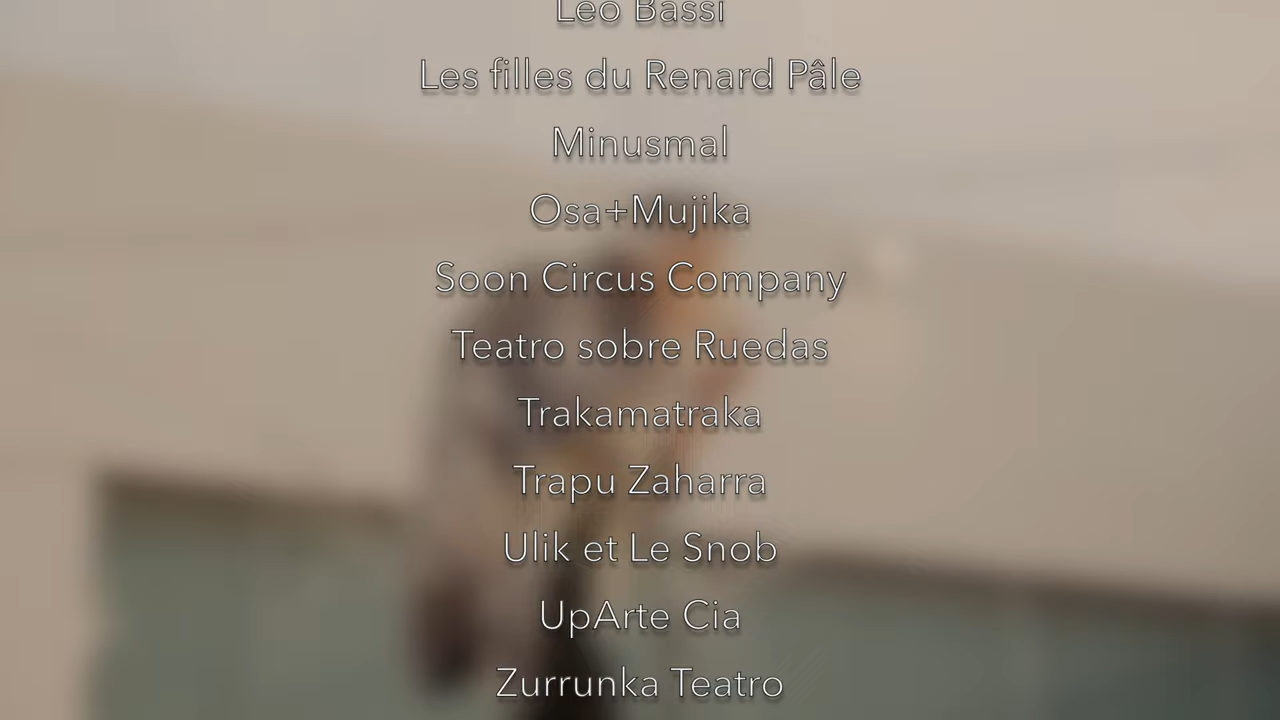 Leo Bassi
Les filles du Renard Pâle
Minusmal
Osa+Mujika
Soon Circus Company
Teatro sobre Ruedas
Trakamatraka
Trapu Zaharra
Ulik et Le Snob
UpArte Cia
Zurrunka Teatro